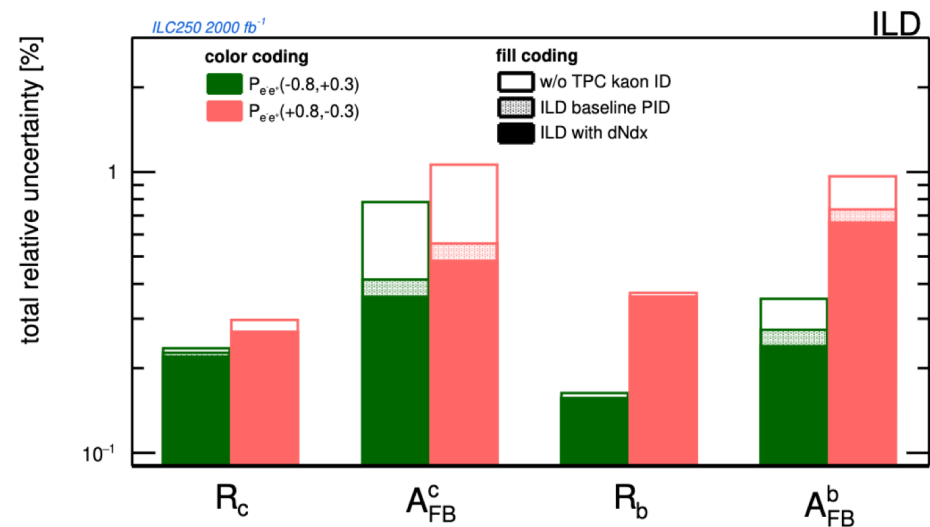 ILC250 2000 fb⁻¹
ILD
total relative uncertainty [%]
color coding
P_e⁻e⁺(-0.8,+0.3)
P_e⁻e⁺(+0.8,-0.3)
fill coding
w/o TPC kaon ID
ILD baseline PID
ILD with dNdx
1
10⁻¹
R_c
A^c_FB
R_b
A^b_FB